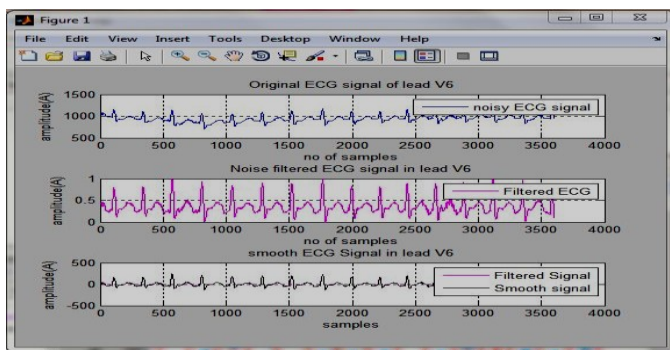 Figure 1
File Edit View Insert Tools Desktop Window Help
Original ECG signal of lead V6
1500
1000
500
amplitude(A)
noisy ECG signal
0 500 1000 1500 2000 2500 3000 3500 4000
no of samples
Noise filtered ECG signal in lead V6
1
0.5
0
amplitude(A)
Filtered ECG
0 500 1000 1500 2000 2500 3000 3500 4000
no of samples
smooth ECG Signal in lead V6
500
0
-500
amplitude(A)
Filtered Signal
Smooth signal
0 500 1000 1500 2000 2500 3000 3500 4000
samples